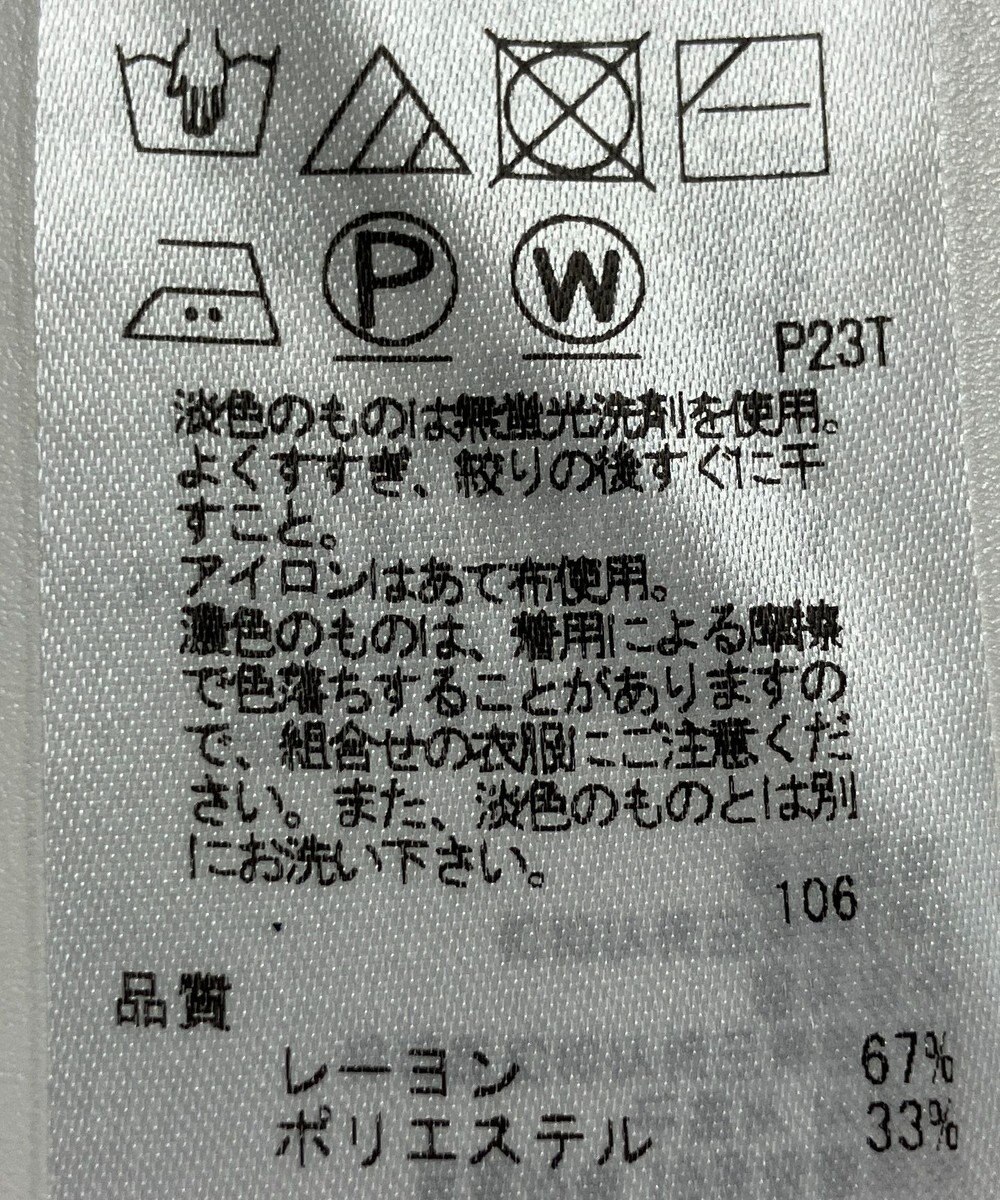 P
W
P23T
淡色のものは無蛍光洗剤を使用。
よくすすぎ、絞りの後すぐに干
すこと。
アイロンはあて布使用。
濃色のものは、着用による摩擦
で色落ちすることがありますの
で、組合せの衣服にご注意くだ
さい。また、淡色のものとは別
にお洗い下さい。
106
品質
レーヨン 67%
ポリエステル 33%